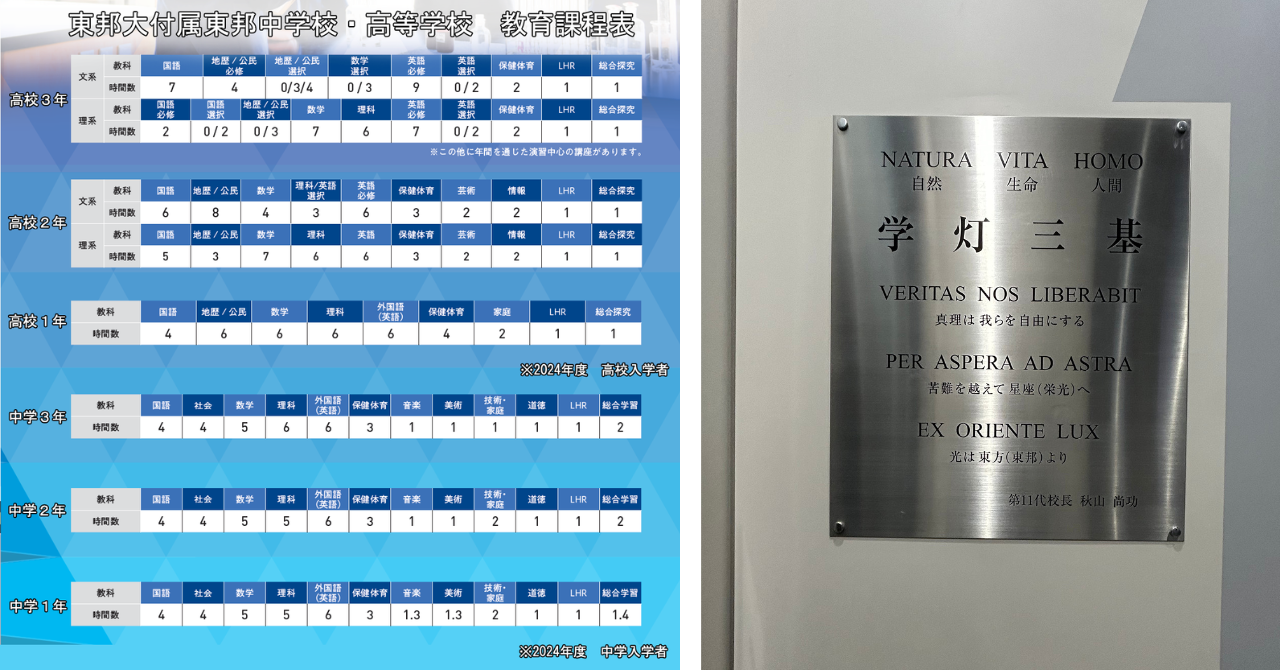 東邦大付属東邦中学校・高等学校　教育課程表
高校３年
文系
教科 国語 地歴 / 公民 必修 地歴 / 公民 選択 数学 選択 英語 必修 英語 選択 保健体育 LHR 総合探究
時間数 7 4 0/3/4 0 / 3 9 0 / 2 2 1 1
理系
教科 国語 必修 国語 選択 地歴 / 公民 選択 数学 理科 英語 必修 英語 選択 保健体育 LHR 総合探究
時間数 2 0 / 2 0 / 3 7 6 7 0 / 2 2 1 1
※この他に年間を通じた演習中心の講座があります。
高校２年
文系
教科 国語 地歴 / 公民 数学 理科/英語 選択 英語 必修 保健体育 芸術 情報 LHR 総合探究
時間数 6 8 4 3 6 3 2 2 1 1
理系
教科 国語 地歴 / 公民 数学 理科 英語 保健体育 芸術 情報 LHR 総合探究
時間数 5 3 7 6 6 3 2 2 1 1
高校１年
教科 国語 地歴 / 公民 数学 理科 外国語 (英語) 保健体育 家庭 LHR 総合探究
時間数 4 6 6 6 6 4 2 1 1
※2024年度　高校入学者
中学３年
教科 国語 社会 数学 理科 外国語 (英語) 保健体育 音楽 美術 技術・ 家庭 道徳 LHR 総合学習
時間数 4 4 5 6 6 3 1 1 1 1 1 2
中学２年
教科 国語 社会 数学 理科 外国語 (英語) 保健体育 音楽 美術 技術・ 家庭 道徳 LHR 総合学習
時間数 4 4 5 5 6 3 1 1 2 1 1 2
中学１年
教科 国語 社会 数学 理科 外国語 (英語) 保健体育 音楽 美術 技術・ 家庭 道徳 LHR 総合学習
時間数 4 4 5 5 6 3 1.3 1.3 2 1 1 1.4
※2024年度　中学入学者
NATURA VITA HOMO
自然 生命 人間
学灯三基
VERITAS NOS LIBERABIT
真理は 我らを自由にする
PER ASPERA AD ASTRA
苦難を越えて 星座(栄光)へ
EX ORIENTE LUX
光は 東方(東邦)より
第11代校長 秋山 尚功